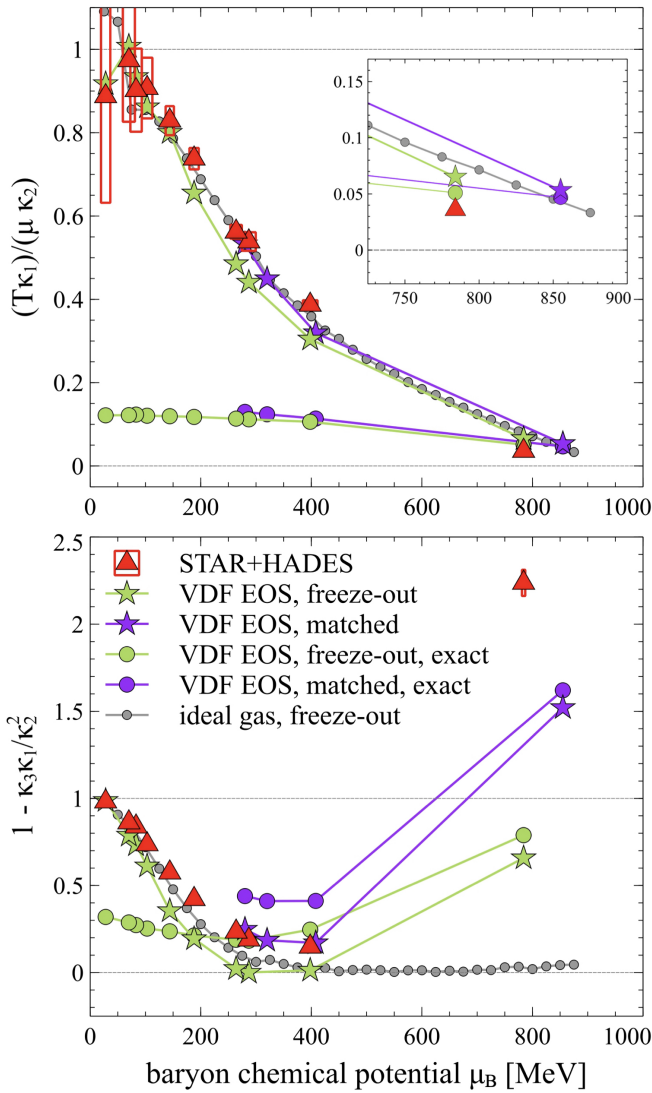 1
0.8
0.6
0.4
0.2
0
(Tκ₁)/(μ κ₂)
0.15
0.1
0.05
0
750 800 850 900
0 200 400 600 800 1000
2.5
2
1.5
1
0.5
0
1 - κ₃κ₁/κ₂²
STAR+HADES
VDF EOS, freeze-out
VDF EOS, matched
VDF EOS, freeze-out, exact
VDF EOS, matched, exact
ideal gas, freeze-out
0 200 400 600 800 1000
baryon chemical potential μ_B [MeV]